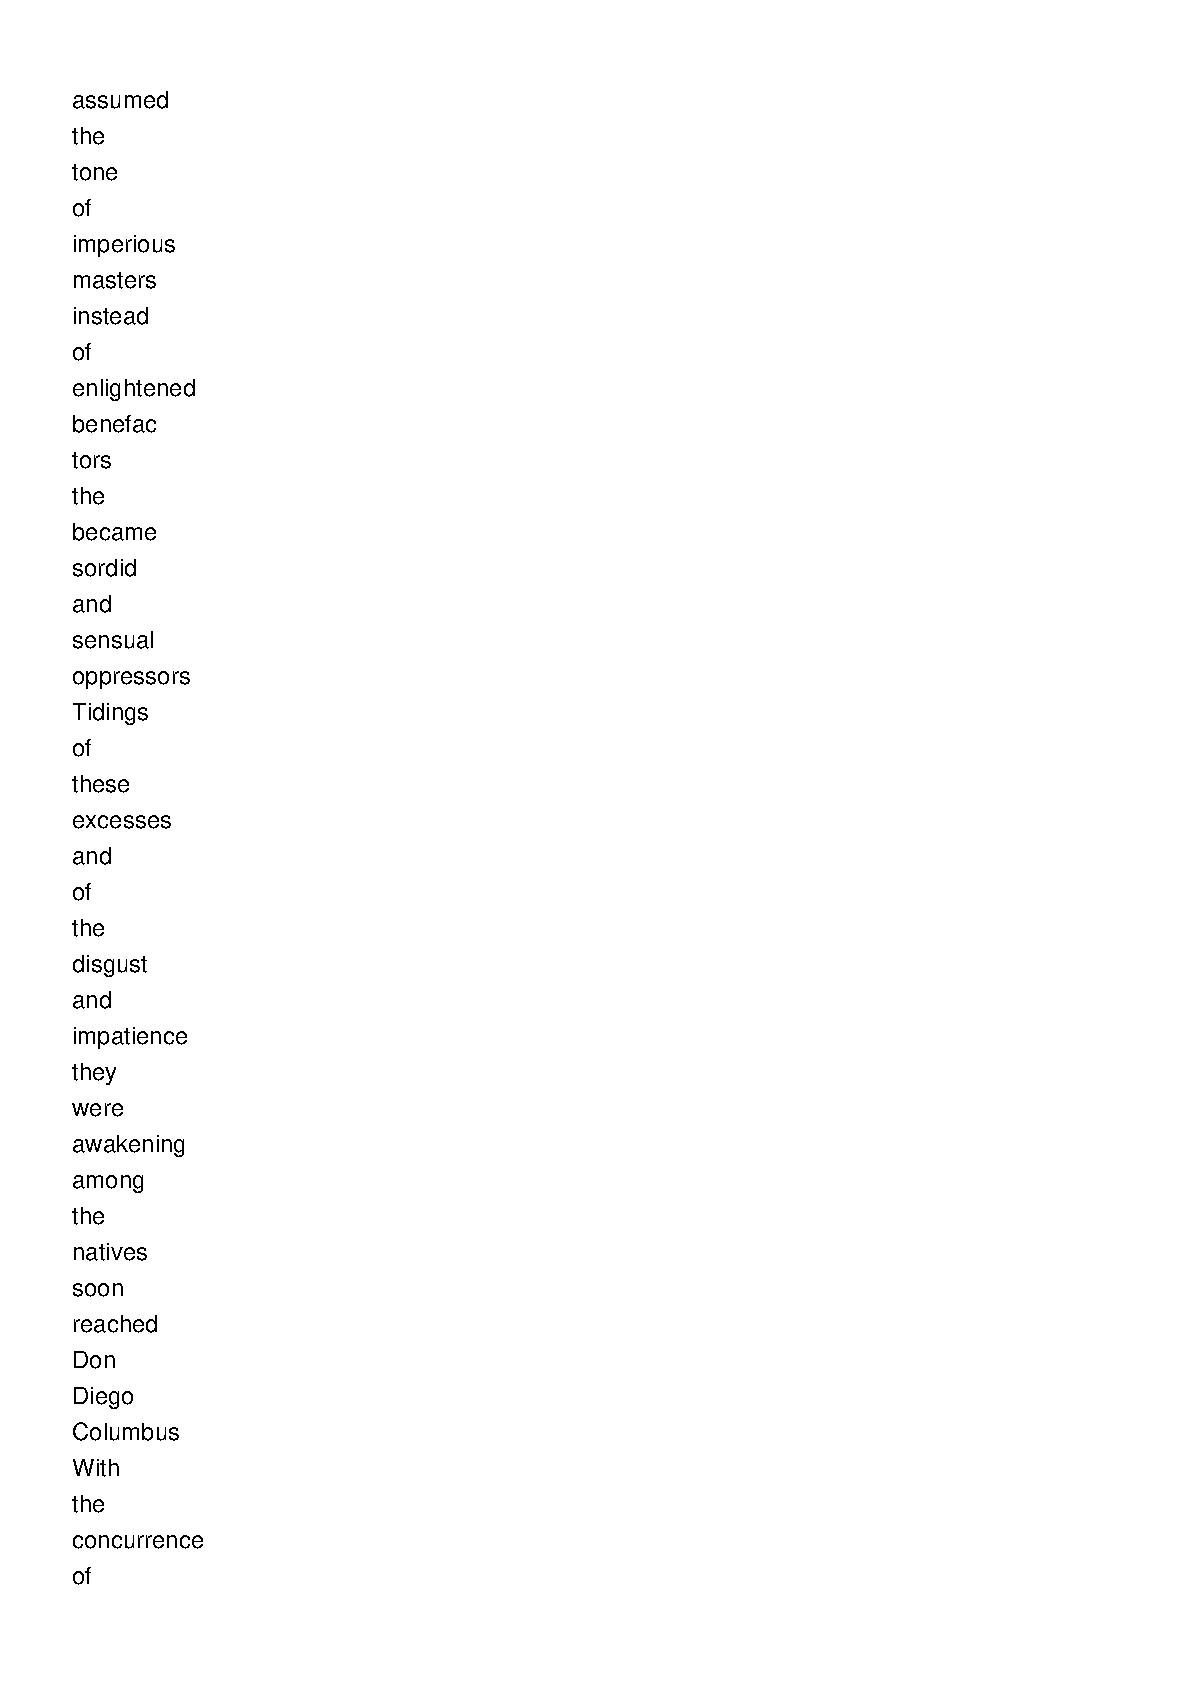 assumed
the
tone
of
imperious
masters
instead
of
enlightened
benefac
tors
the
became
sordid
and
sensual
oppressors
Tidings
of
these
excesses
and
of
the
disgust
and
impatience
they
were
awakening
among
the
natives
soon
reached
Don
Diego
Columbus
With
the
concurrence
of